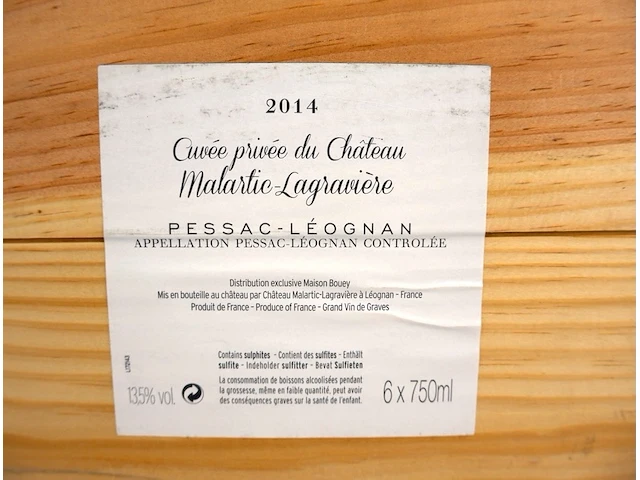 2014
Cuvée privée du Château
Malartic-Lagravière
PESSAC-LÉOGNAN
APPELLATION PESSAC-LÉOGNAN CONTROLÉE
Distribution exclusive Maison Bouey
Mis en bouteille au château par Château Malartic-Lagravière à Léognan - France
Produit de France - Produce of France - Grand Vin de Graves
Contains sulphites - Contient des sulfites - Enthält
sulfite - Indeholder sulfitter - Bevat Sulfieten
La consommation de boissons alcoolisées pendant
la grossesse, même en faible quantité, peut avoir
des conséquences graves sur la santé de l'enfant.
13,5% vol.
6 x 750ml